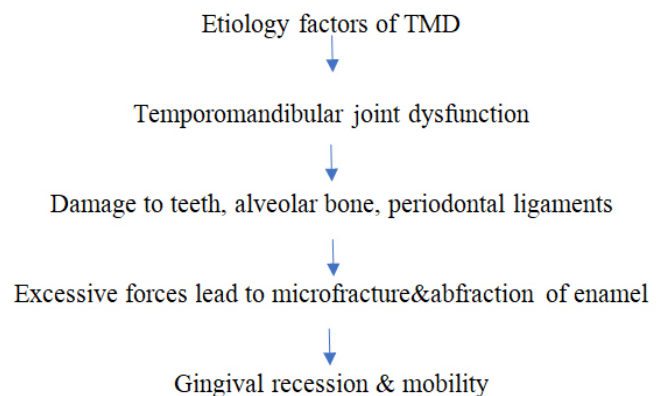 Etiology factors of TMD
Temporomandibular joint dysfunction
Damage to teeth, alveolar bone, periodontal ligaments
Excessive forces lead to microfracture&abfraction of enamel
Gingival recession & mobility